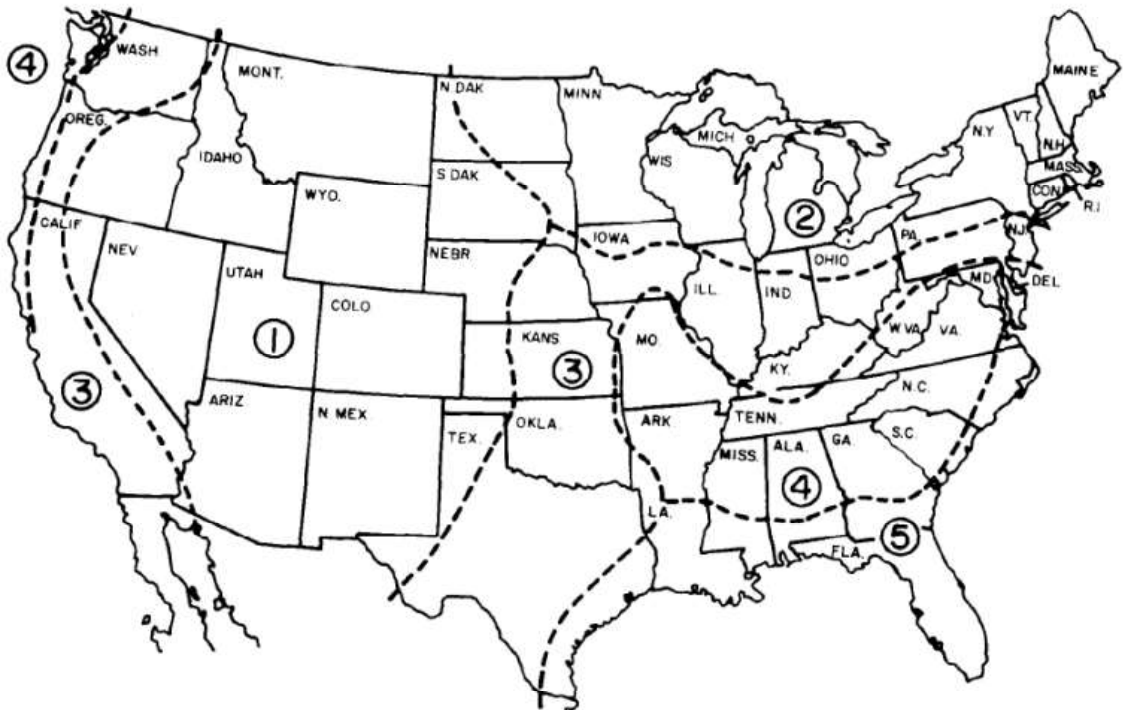 ④
WASH
MONT.
N DAK
MINN
MAINE
OREG.
IDAHO
S DAK
WIS
MICH
N.Y.
VT.
N.H.
MASS.
CON.
R.I
WYO.
②
CALIF
NEV
NEBR
IOWA
PA.
N.J.
OHIO
UTAH
COLO
ILL.
IND.
MD.
DEL
①
KANS
MO.
W.VA.
VA.
③
③
KY.
ARIZ
N. MEX
TEX.
OKLA.
ARK.
TENN.
N.C.
MISS.
ALA.
GA.
S.C.
④
LA.
⑤
FLA.